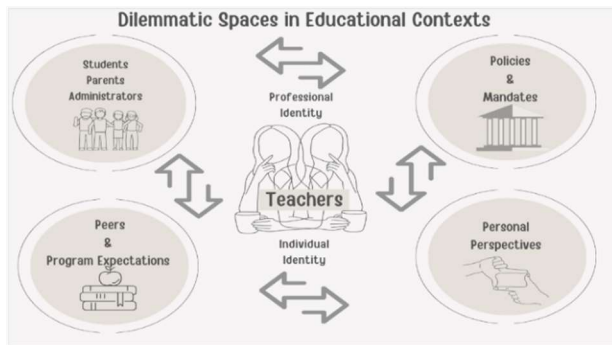 Dilemmatic Spaces in Educational Contexts
Students
Parents
Administrators
Policies
&
Mandates
Professional
Identity
Teachers
Individual
Identity
Peers
&
Program Expectations
Personal
Perspectives